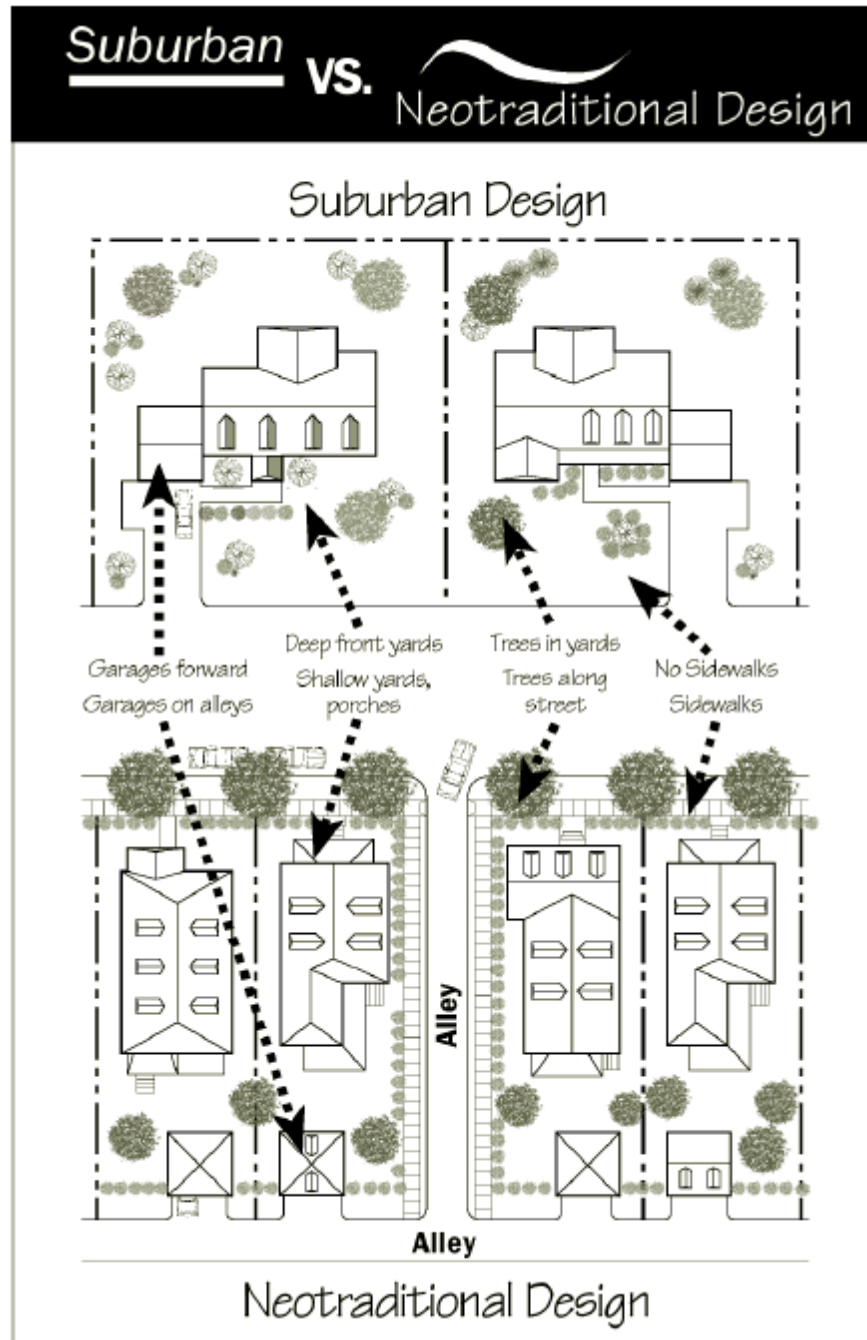 Suburban
VS.
Neotraditional Design
Suburban Design
Garages forward
Garages on alleys
Deep front yards
Shallow yards,
porches
Trees in yards
Trees along
street
No Sidewalks
Sidewalks
Alley
Alley
Neotraditional Design